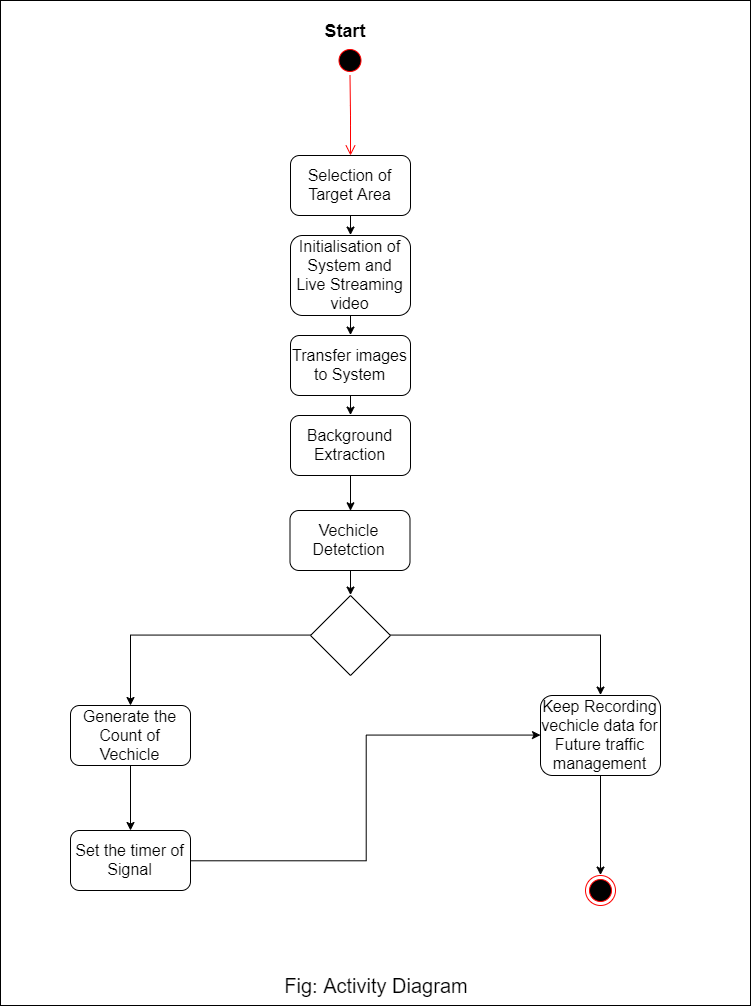 Start
Selection of
Target Area
Initialisation of
System and
Live Streaming
video
Transfer images
to System
Background
Extraction
Vechicle
Detetction
Generate the
Count of
Vechicle
Keep Recording
vechicle data for
Future traffic
management
Set the timer of
Signal
Fig: Activity Diagram